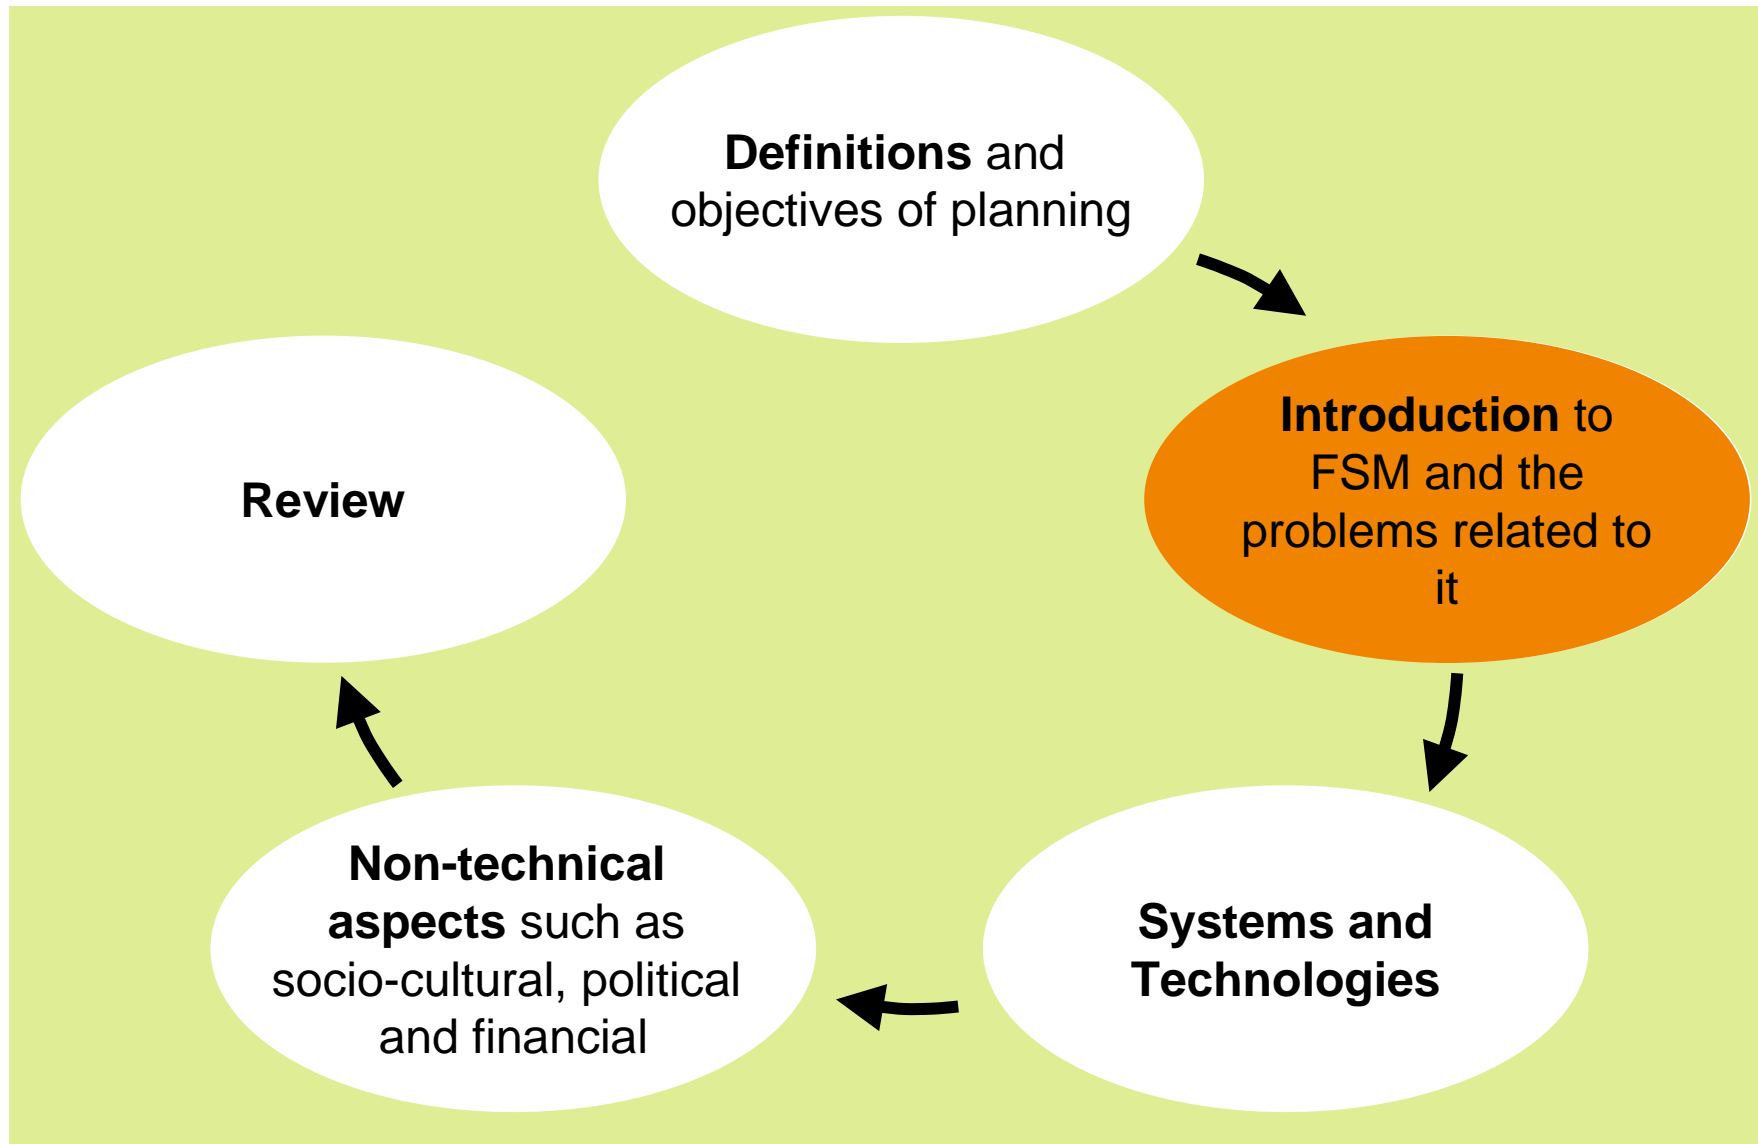 Definitions and
objectives of planning
Introduction to
FSM and the
problems related to
it
Systems and
Technologies
Non-technical
aspects such as
socio-cultural, political
and financial
Review